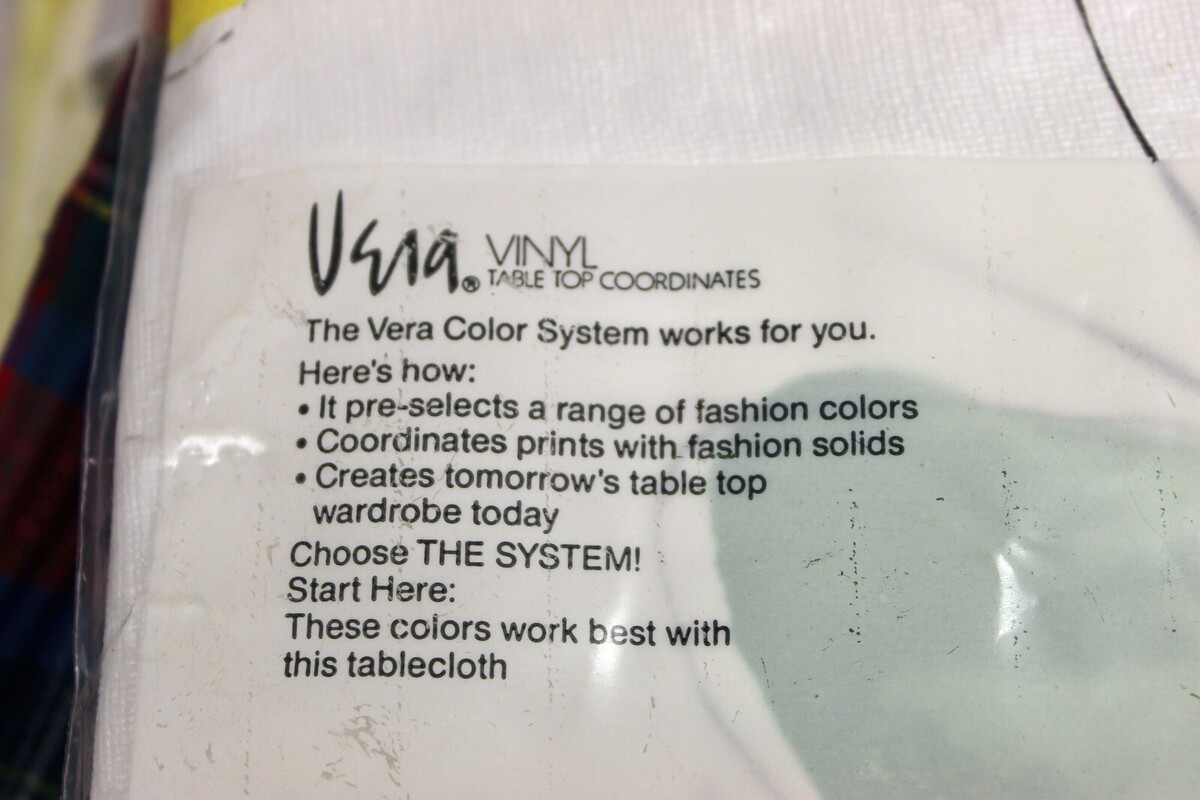 Vera® VINYL
TABLE TOP COORDINATES
The Vera Color System works for you.
Here's how:
• It pre-selects a range of fashion colors
• Coordinates prints with fashion solids
• Creates tomorrow's table top
wardrobe today
Choose THE SYSTEM!
Start Here:
These colors work best with
this tablecloth